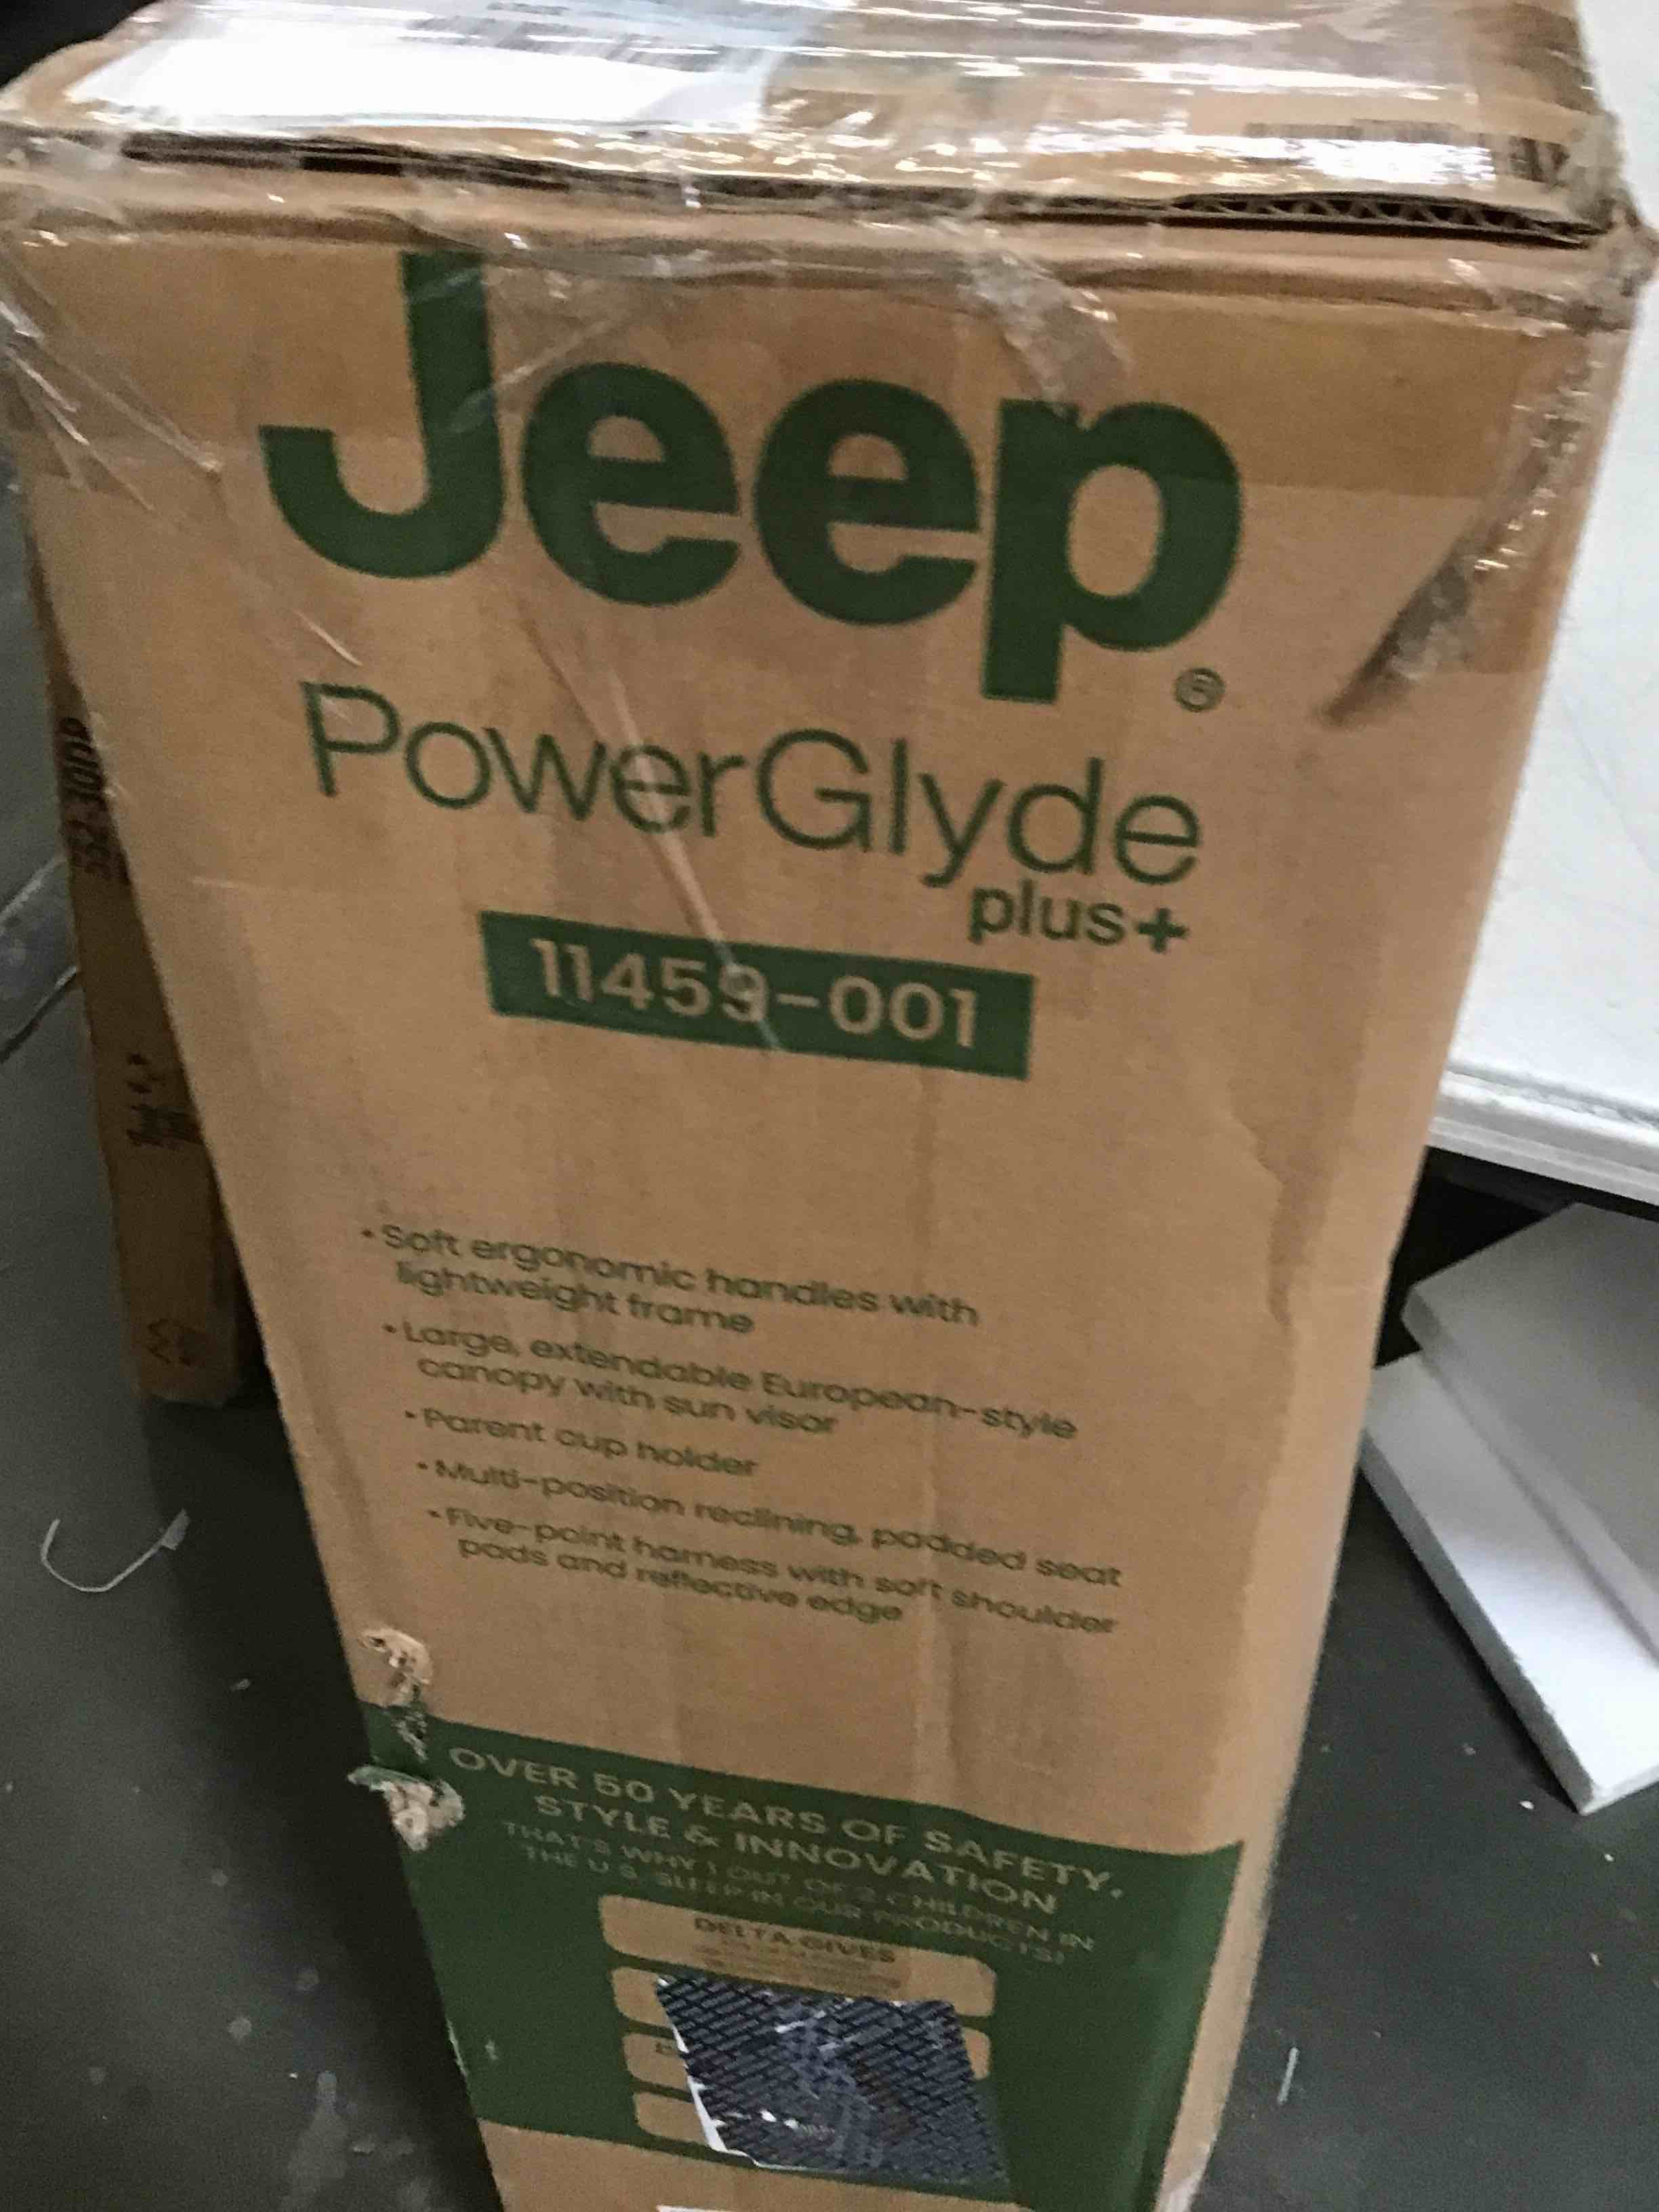 Jeep®
PowerGlyde
plus+
11459-001
• Soft ergonomic handles with
lightweight frame
• Large, extendable European-style
canopy with sun visor
• Parent cup holder
• Multi-position reclining, padded seat
• Five-point harness with soft shoulder
pads and reflective edge
OVER 50 YEARS OF SAFETY,
STYLE & INNOVATION
THAT'S WHY 1 OUT OF 2 CHILDREN IN
THE U.S. SLEEP IN OUR PRODUCTS!
DELTA GIVES